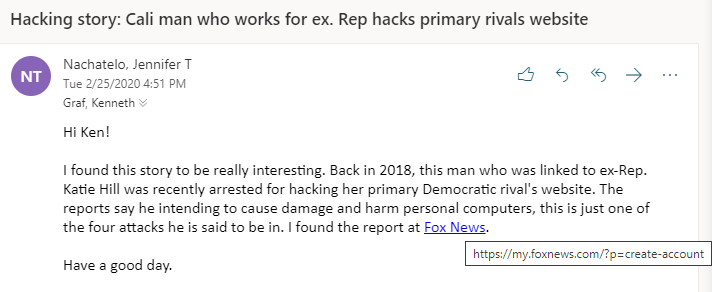 Hacking story: Cali man who works for ex. Rep hacks primary rivals website
NT
Nachatelo, Jennifer T
Tue 2/25/2020 4:51 PM
Graf, Kenneth
Hi Ken!
I found this story to be really interesting. Back in 2018, this man who was linked to ex-Rep.
Katie Hill was recently arrested for hacking her primary Democratic rival's website. The
reports say he intending to cause damage and harm personal computers, this is just one of
the four attacks he is said to be in. I found the report at Fox News.
https://my.foxnews.com/?p=create-account
Have a good day.